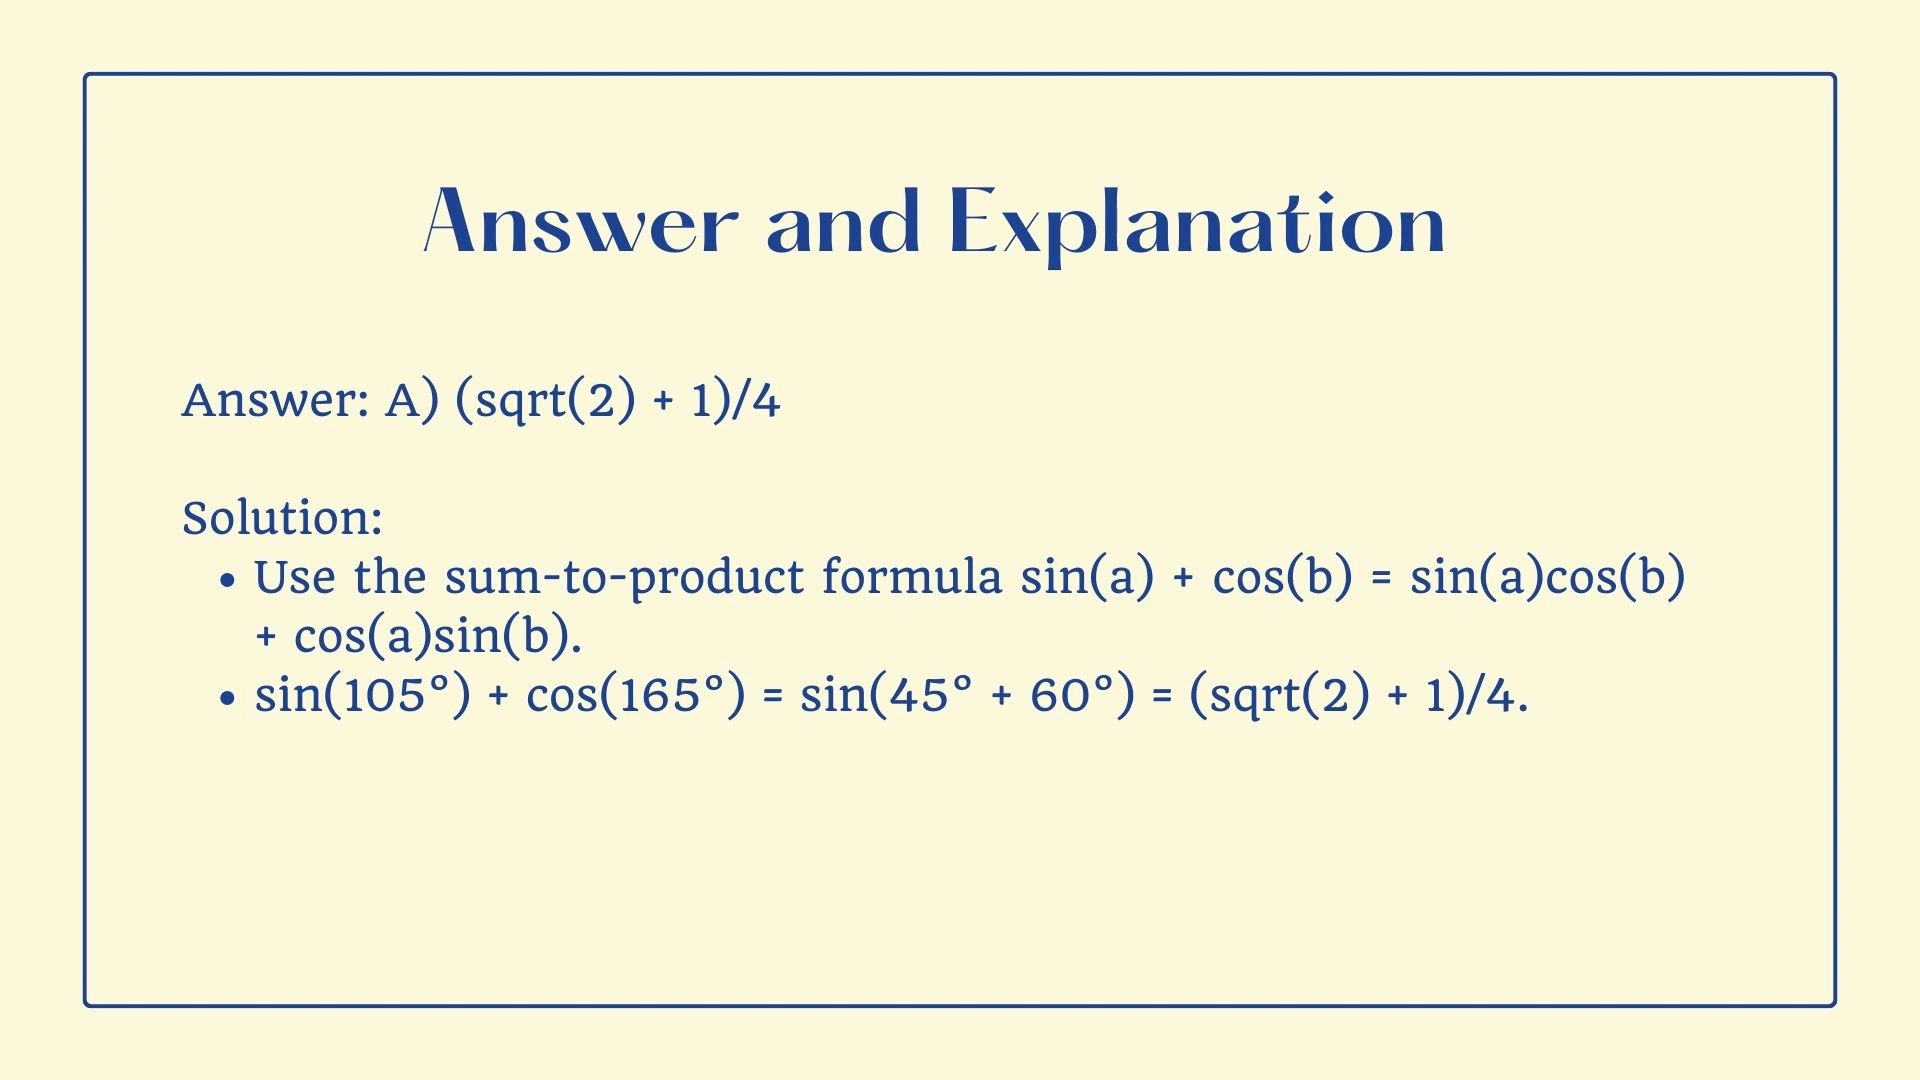 Answer and Explanation
Answer: A) (sqrt(2) + 1)/4
Solution:
• Use the sum-to-product formula sin(a) + cos(b) = sin(a)cos(b)
+ cos(a)sin(b).
• sin(105°) + cos(165°) = sin(45° + 60°) = (sqrt(2) + 1)/4.